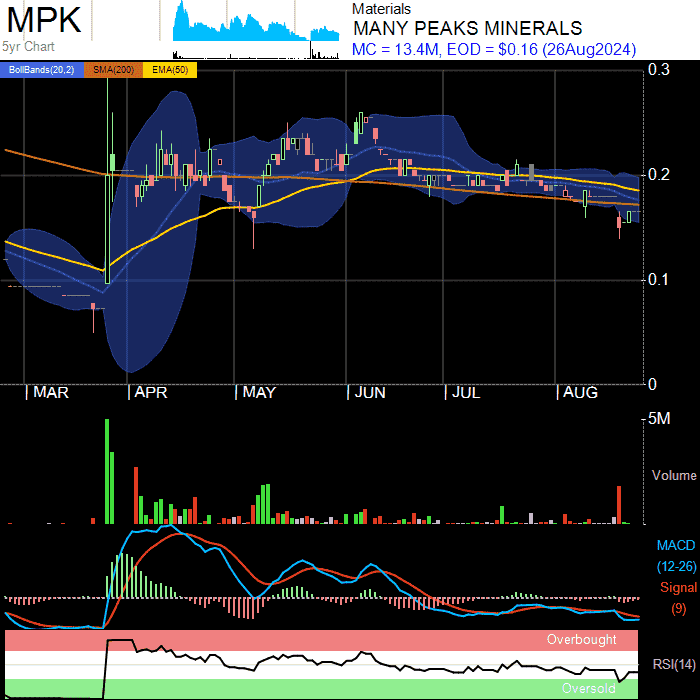 MPK
5yr Chart
Materials
MANY PEAKS MINERALS
MC = 13.4M, EOD = $0.16 (26Aug2024)
BollBands(20,2) SMA(200) EMA(50)
0.3
0.2
0.1
0
MAR APR MAY JUN JUL AUG
5M
Volume
MACD
(12-26)
Signal
(9)
Overbought
RSI(14)
Oversold